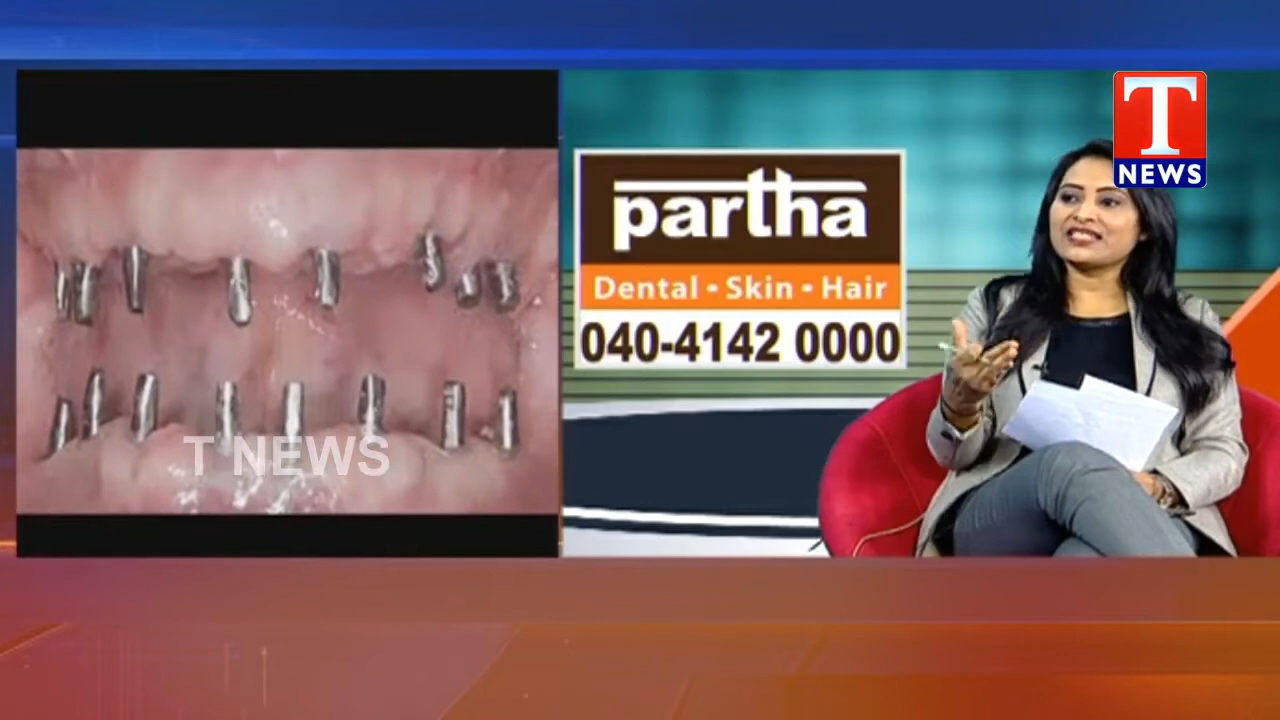 T NEWS
partha
Dental • Skin • Hair
040-4142 0000
T
NEWS